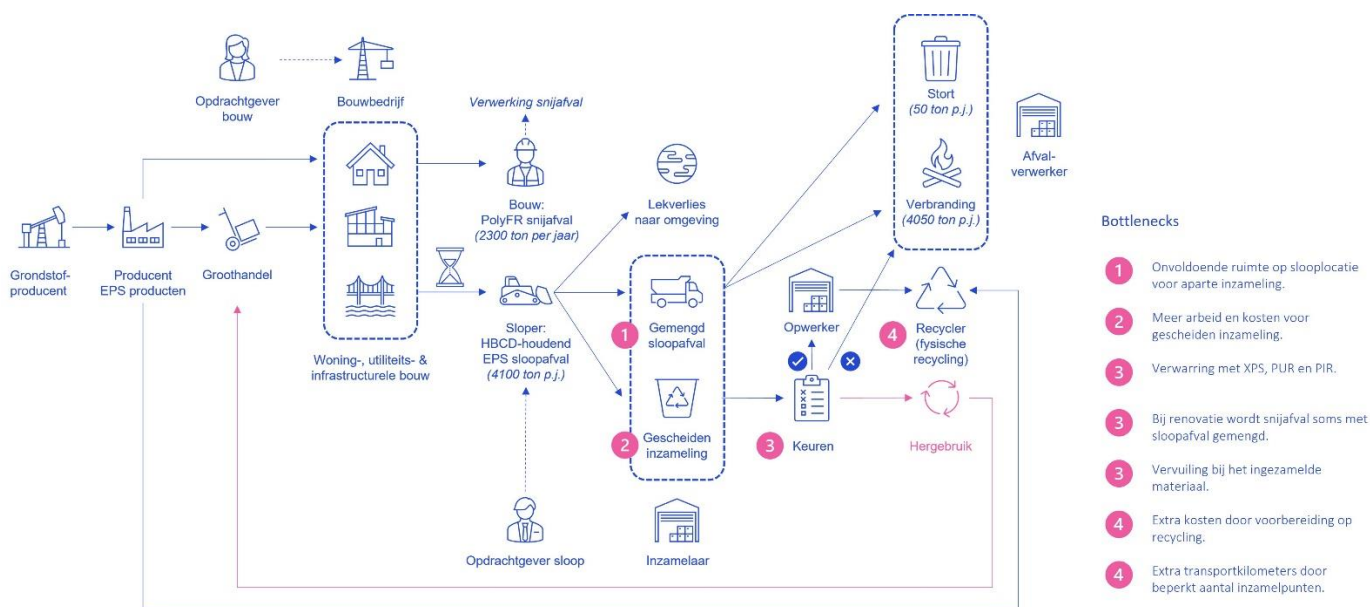 Opdrachtgever
bouw
Bouwbedrijf
Verwerking snijafval
Stort
(50 ton p.j.)
Afval-
verwerker
Verbranding
(4050 ton p.j.)
Lekverlies
naar omgeving
Bouw:
PolyFR snijafval
(2300 ton per jaar)
Grondstof-
producent
Producent
EPS producten
Groothandel
Woning-, utiliteits- &
infrastructurele bouw
Sloper:
HBCD-houdend
EPS sloopafval
(4100 ton p.j.)
1
Gemengd
sloopafval
2
Gescheiden
inzameling
Opwerker
4
Recycler
(fysische
recycling)
3
Keuren
Hergebruik
Opdrachtgever sloop
Inzamelaar
Bottlenecks
1
Onvoldoende ruimte op slooplocatie
voor aparte inzameling.
2
Meer arbeid en kosten voor
gescheiden inzameling.
3
Verwarring met XPS, PUR en PIR.
3
Bij renovatie wordt snijafval soms met
sloopafval gemengd.
3
Vervuiling bij het ingezamelde
materiaal.
4
Extra kosten door voorbereiding op
recycling.
4
Extra transportkilometers door
beperkt aantal inzamelpunten.